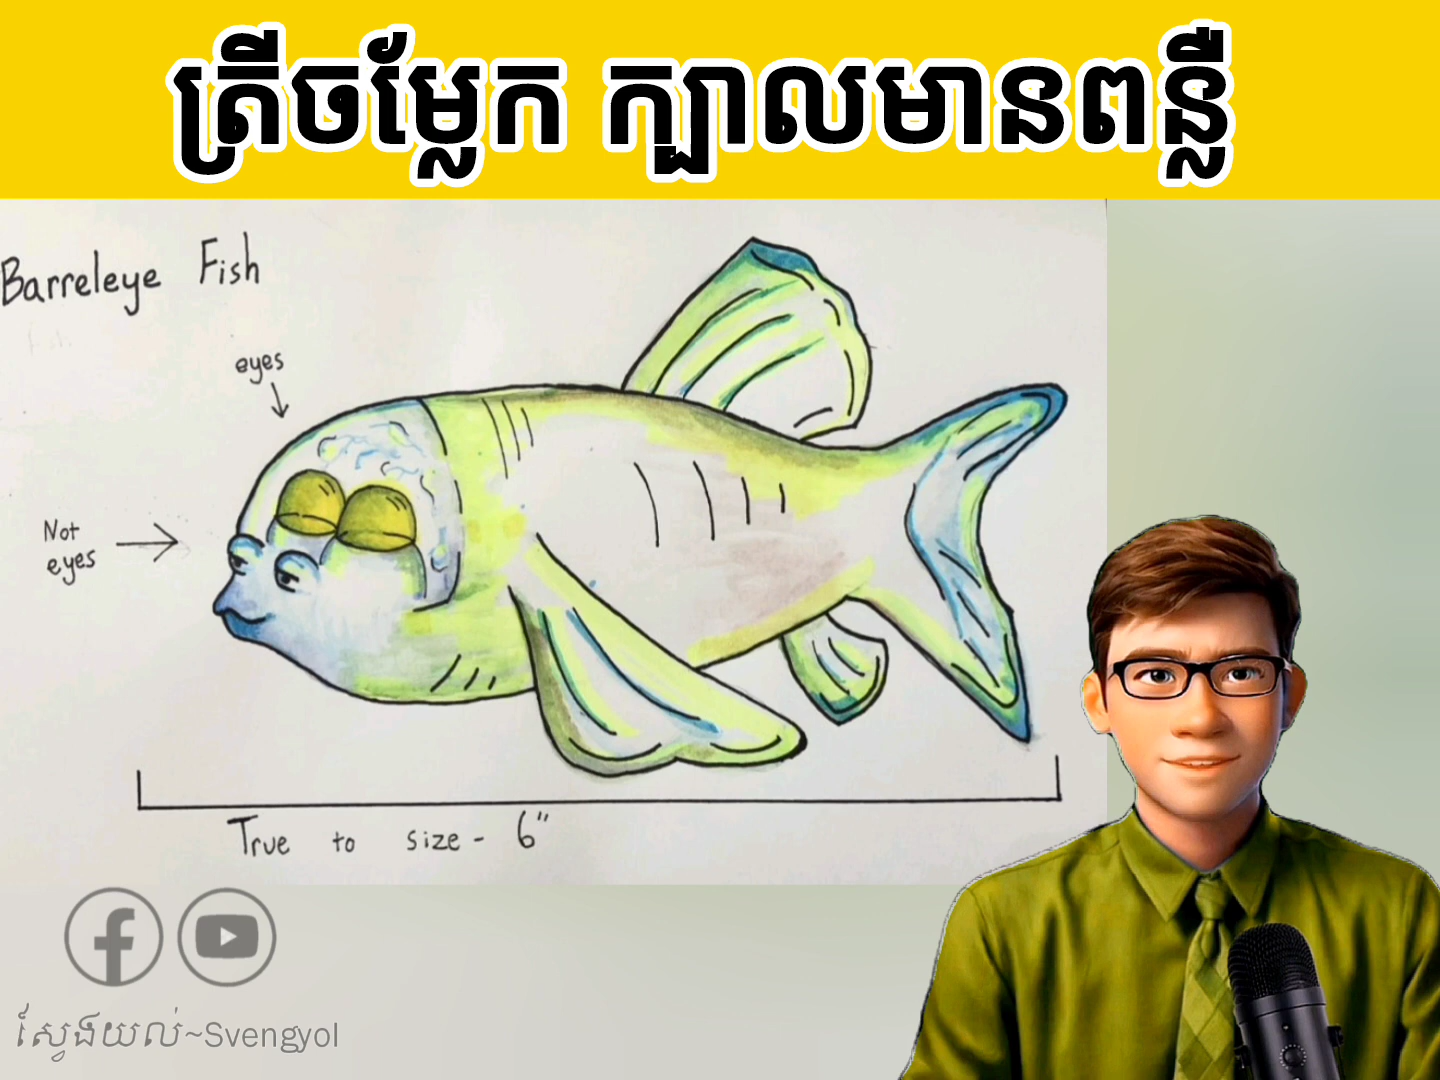 ត្រីចម្លែក ក្បាលមានពន្លឺ
Barreleye Fish
eyes
Not
eyes
True to size - 6"
ស្វែងយល់~Svengyol